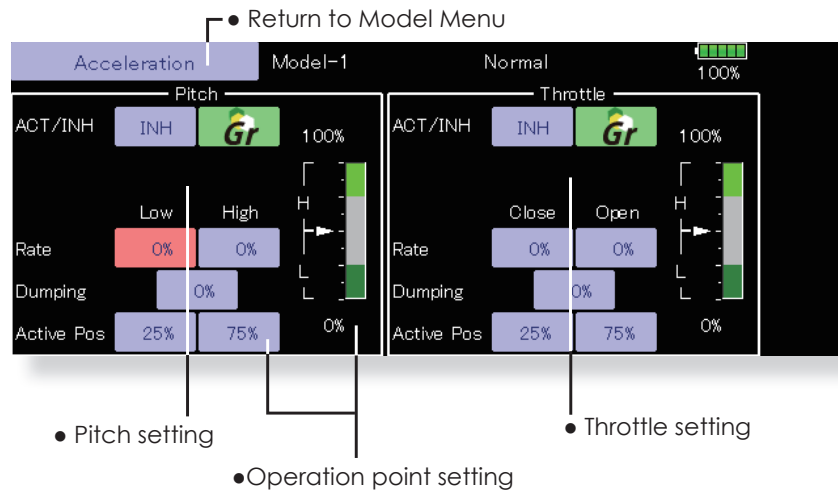 ● Return to Model Menu
Acceleration Model-1 Normal 100%
Pitch
ACT/INH INH Gr 100%
Low High H
Rate 0% 0%
L
Dumping 0% L
Active Pos 25% 75% 0%
Throttle
ACT/INH INH Gr 100%
Close Open H
Rate 0% 0%
L
Dumping 0% L
Active Pos 25% 75% 0%
● Pitch setting
● Throttle setting
●Operation point setting